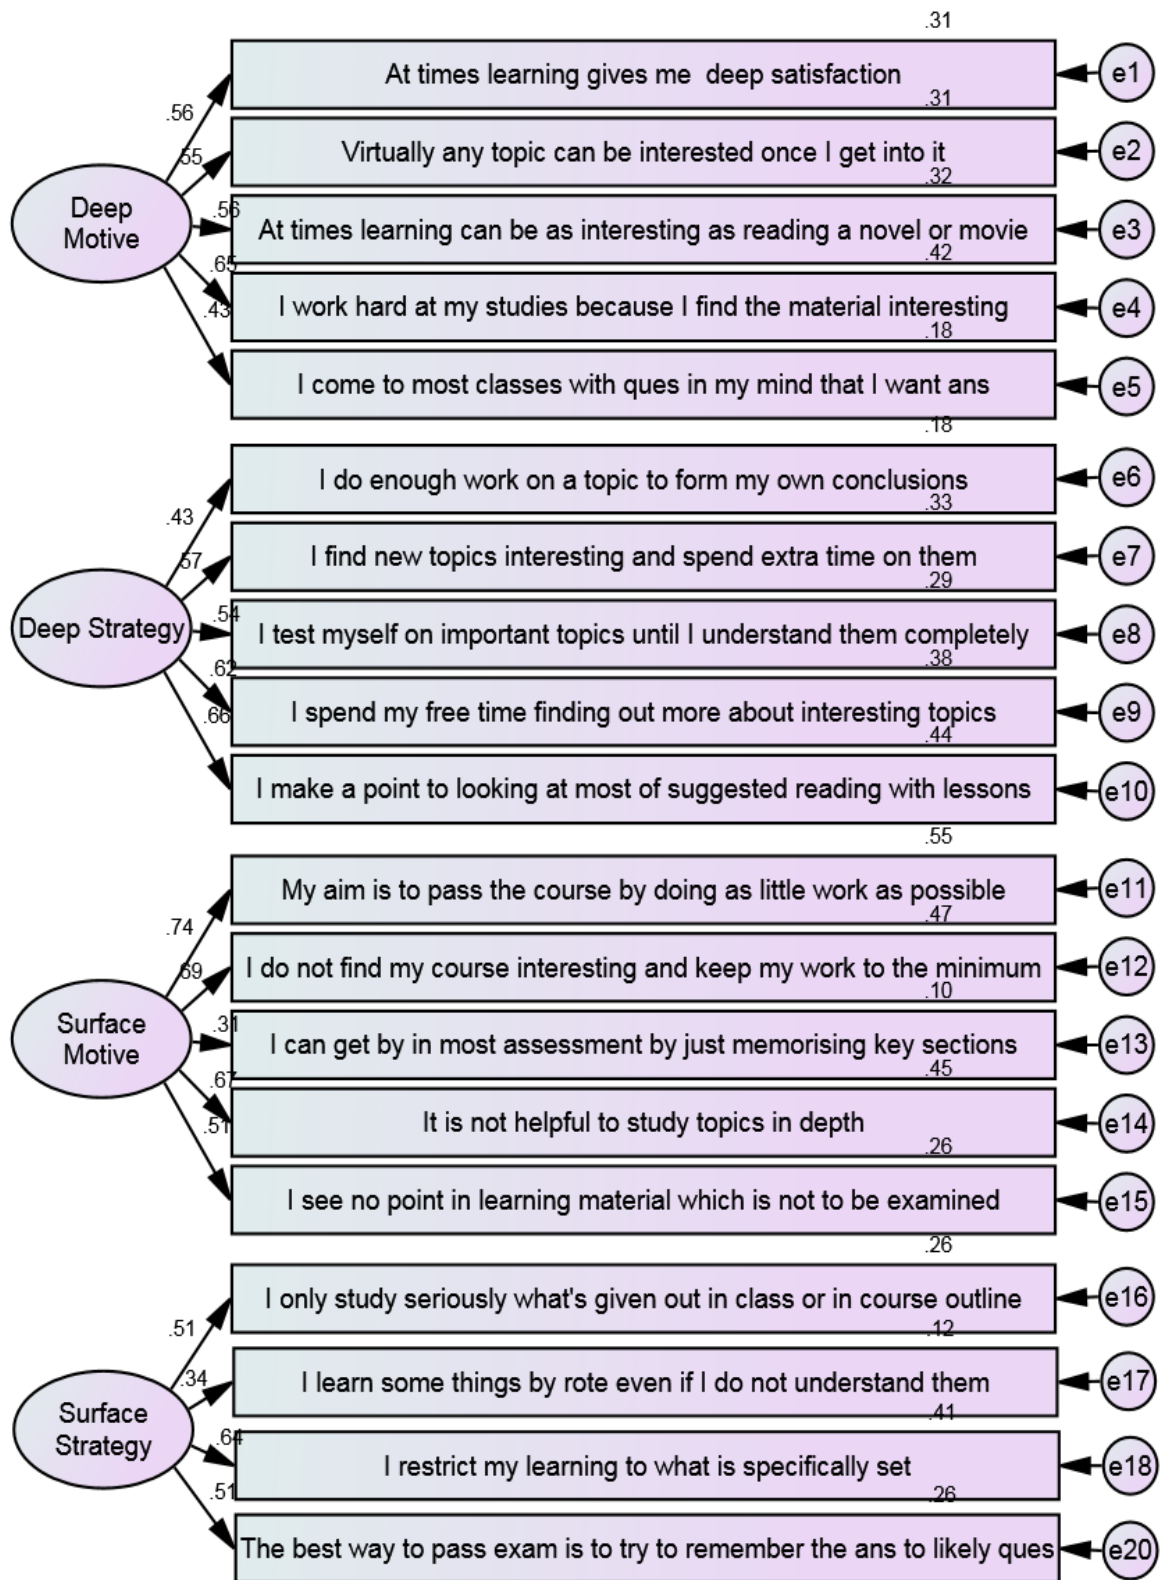 .31
At times learning gives me  deep satisfaction
e1
.56
.31
Virtually any topic can be interested once I get into it
e2
.55
.32
Deep
Motive
At times learning can be as interesting as reading a novel or movie
e3
.56
.42
I work hard at my studies because I find the material interesting
e4
.65
.18
I come to most classes with ques in my mind that I want ans
e5
.43
.18
I do enough work on a topic to form my own conclusions
e6
.43
.33
I find new topics interesting and spend extra time on them
e7
.57
.29
Deep Strategy
I test myself on important topics until I understand them completely
e8
.54
.38
I spend my free time finding out more about interesting topics
e9
.62
.44
I make a point to looking at most of suggested reading with lessons
e10
.66
.55
My aim is to pass the course by doing as little work as possible
e11
.74
.47
I do not find my course interesting and keep my work to the minimum
e12
.69
.10
Surface
Motive
I can get by in most assessment by just memorising key sections
e13
.31
.45
It is not helpful to study topics in depth
e14
.67
.26
I see no point in learning material which is not to be examined
e15
.51
.26
I only study seriously what's given out in class or in course outline
e16
.51
.12
I learn some things by rote even if I do not understand them
e17
.34
.41
Surface
Strategy
I restrict my learning to what is specifically set
e18
.64
.26
The best way to pass exam is to try to remember the ans to likely ques
e20
.51